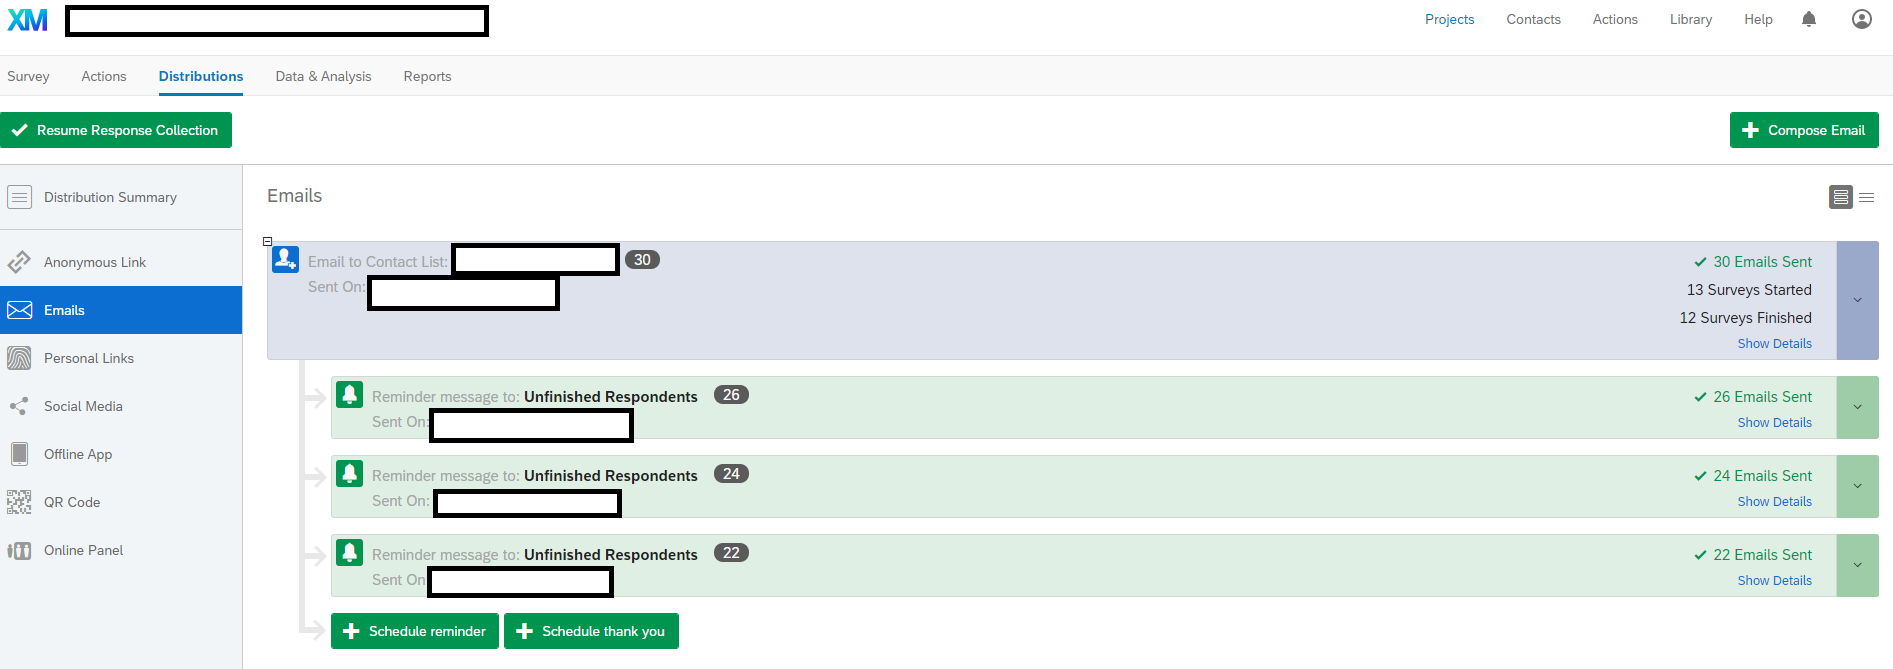 XM
Projects Contacts Actions Library Help
Survey Actions Distributions Data & Analysis Reports
Resume Response Collection
Compose Email
Distribution Summary
Anonymous Link
Emails
Personal Links
Social Media
Offline App
QR Code
Online Panel
Emails
Email to Contact List: 30
Sent On:
30 Emails Sent
13 Surveys Started
12 Surveys Finished
Show Details
Reminder message to: Unfinished Respondents 26
Sent On:
26 Emails Sent
Show Details
Reminder message to: Unfinished Respondents 24
Sent On:
24 Emails Sent
Show Details
Reminder message to: Unfinished Respondents 22
Sent On
22 Emails Sent
Show Details
Schedule reminder Schedule thank you